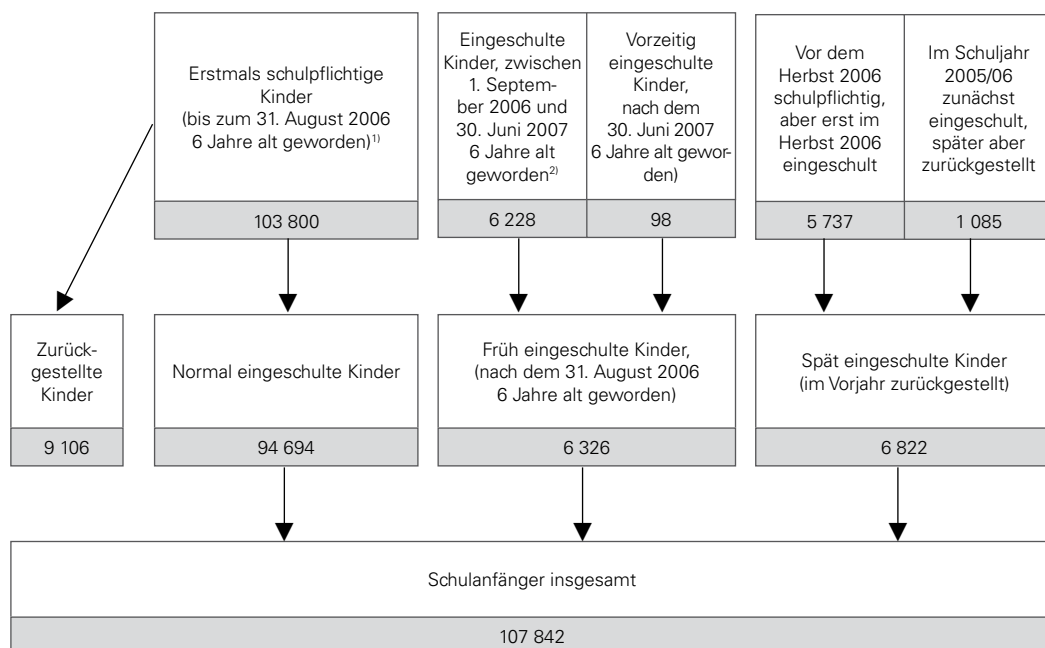 Erstmals schulpflichtige
Kinder
(bis zum 31. August 2006
6 Jahre alt geworden)1)
103 800
Eingeschulte
Kinder, zwischen
1. Septem-
ber 2006 und
30. Juni 2007
6 Jahre alt
geworden2)
6 228
Vorzeitig
eingeschulte
Kinder,
nach dem
30. Juni 2007
6 Jahre alt gewor-
den)
98
Vor dem
Herbst 2006
schulpflichtig,
aber erst im
Herbst 2006
eingeschult
5 737
Im Schuljahr
2005/06
zunächst
eingeschult,
später aber
zurückgestellt
1 085
Zurück-
gestellte
Kinder
9 106
Normal eingeschulte Kinder
94 694
Früh eingeschulte Kinder,
(nach dem 31. August 2006
6 Jahre alt geworden)
6 326
Spät eingeschulte Kinder
(im Vorjahr zurückgestellt)
6 822
Schulanfänger insgesamt
107 842